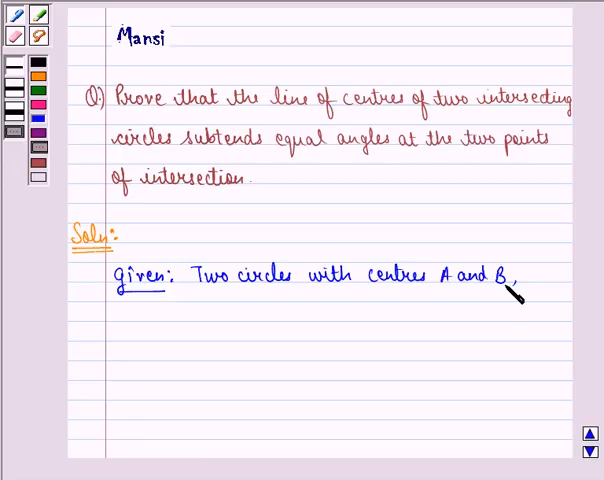 Mansi
Q.) Prove that the line of centres of two intersecting
circles subtends equal angles at the two points
of intersection.
Soln:
given: Two circles with centres A and B,